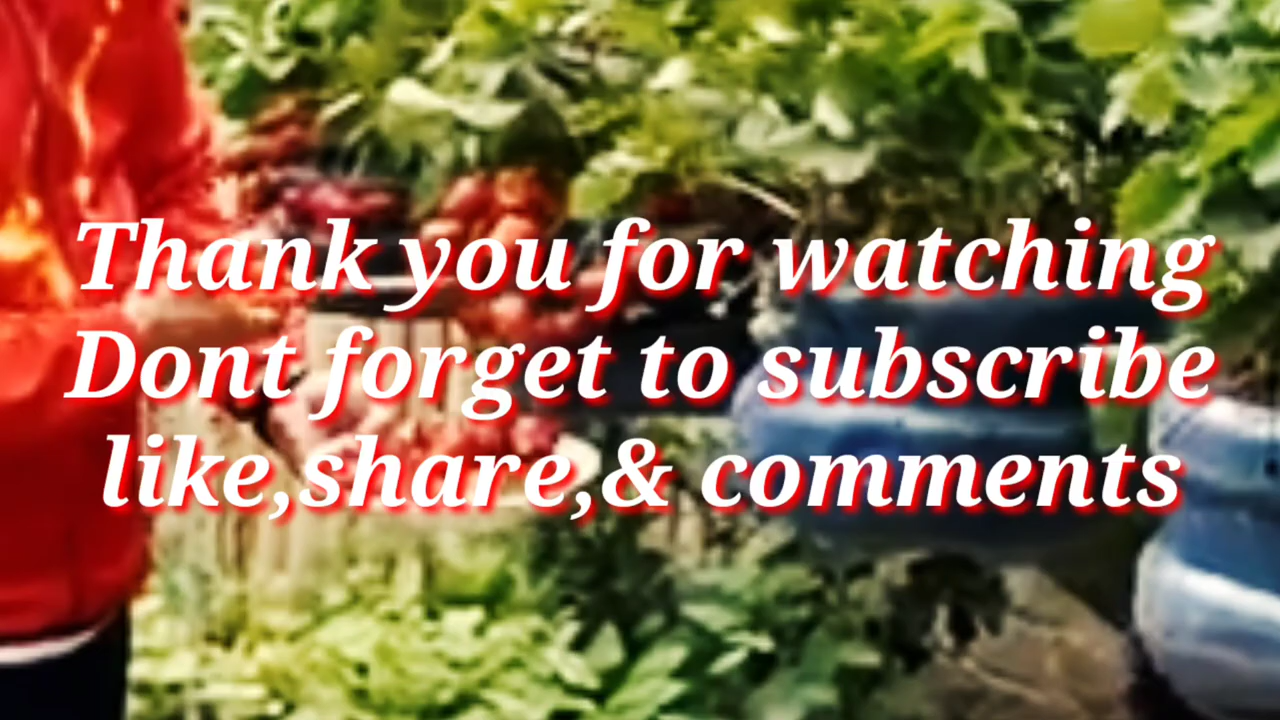 Thank you for watching
Dont forget to subscribe
like,share,& comments